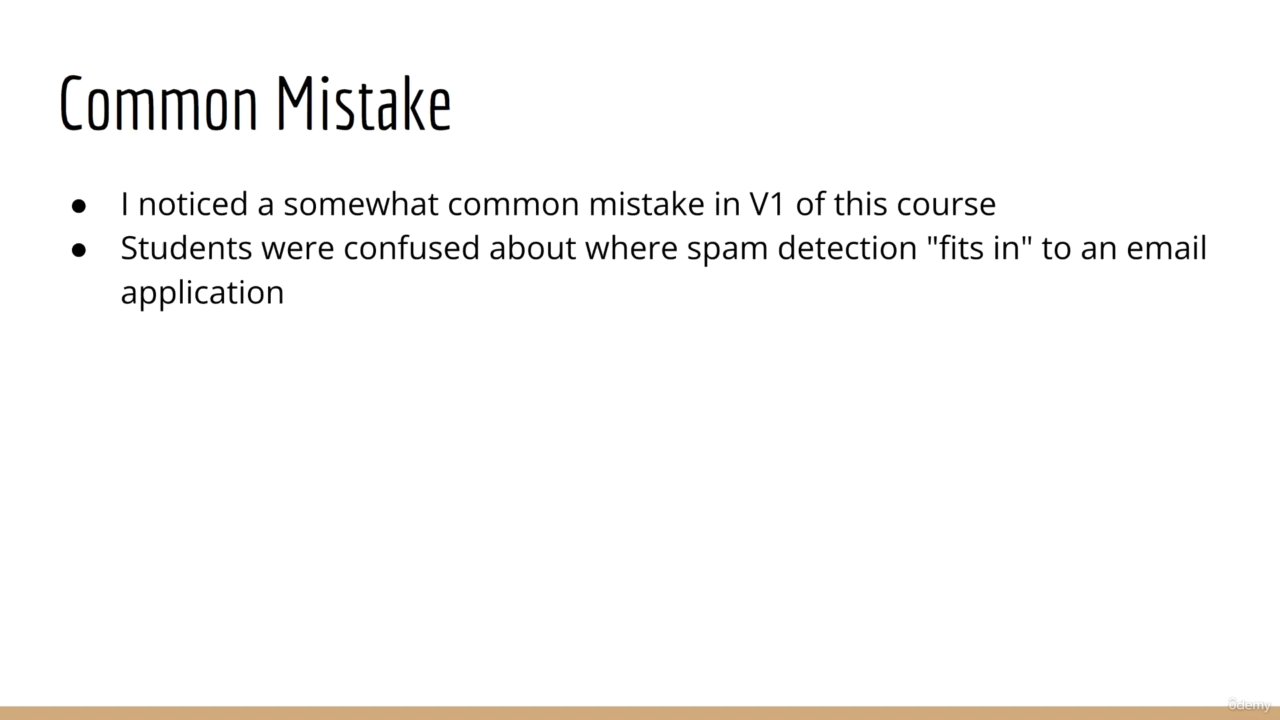 Common Mistake
● I noticed a somewhat common mistake in V1 of this course
● Students were confused about where spam detection "fits in" to an email
application
ûdemy